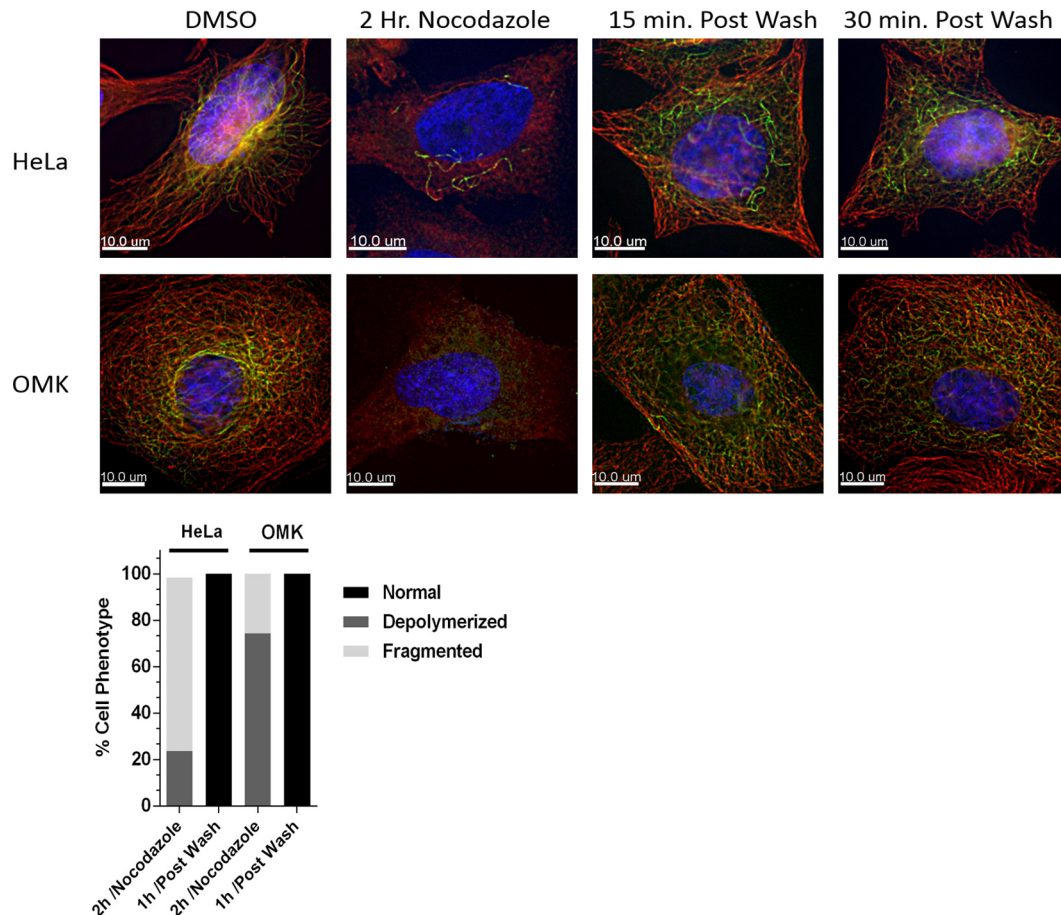 DMSO
2 Hr. Nocodazole
15 min. Post Wash
30 min. Post Wash
HeLa
10.0 um
10.0 um
10.0 um
10.0 um
OMK
10.0 um
10.0 um
10.0 um
10.0 um
HeLa
OMK
% Cell Phenotype
100
80
60
40
20
0
Normal
Depolymerized
Fragmented
2h /Nocodazole
1h /Post Wash
2h /Nocodazole
1h /Post Wash